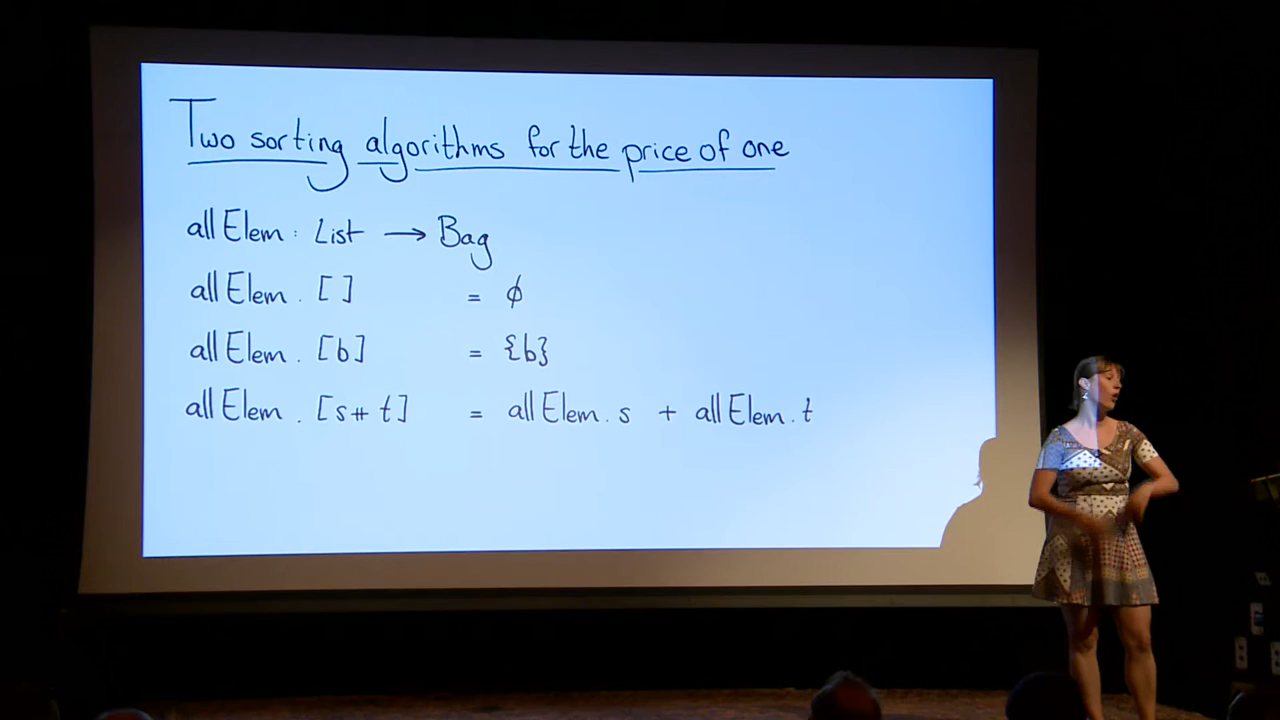 Two sorting algorithms for the price of one
allElem : List → Bag
allElem . [ ] = ϕ
allElem . [b] = {b}
allElem . [s ⧺ t] = allElem . s + allElem . t